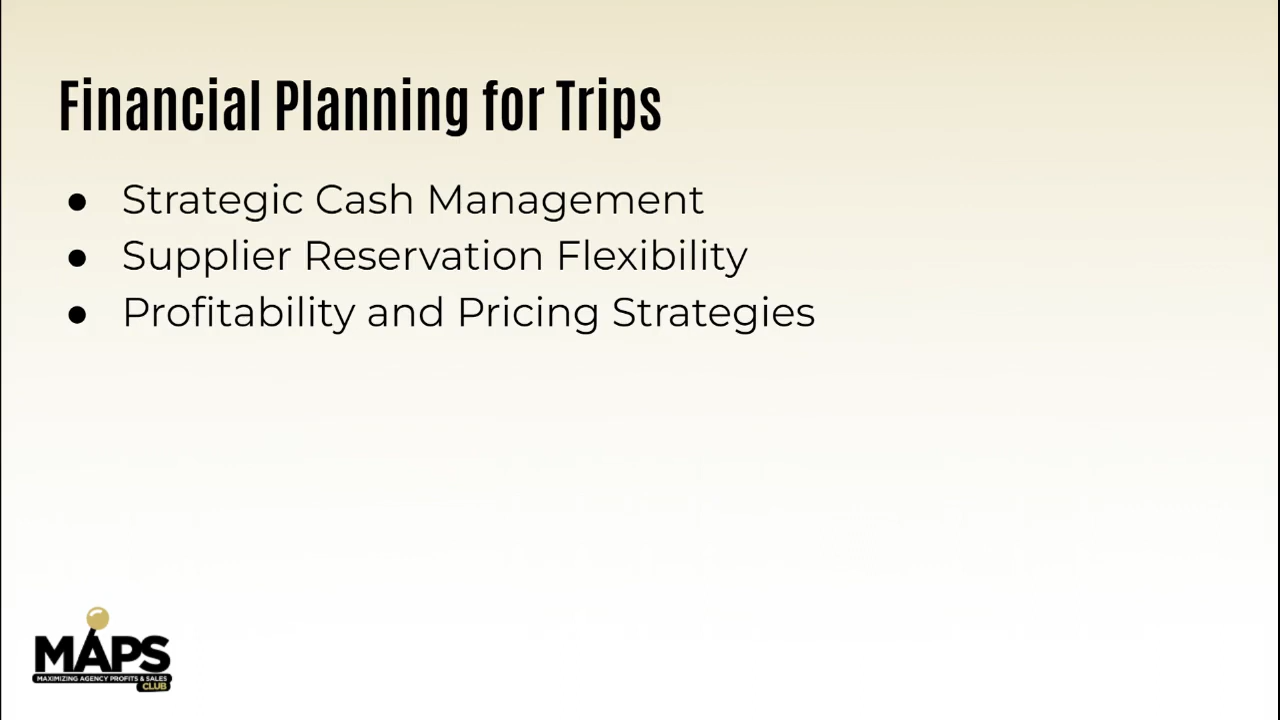 Financial Planning for Trips
● Strategic Cash Management
● Supplier Reservation Flexibility
● Profitability and Pricing Strategies
MAPS
MAXIMIZING AGENCY PROFITS & SALES
CLUB